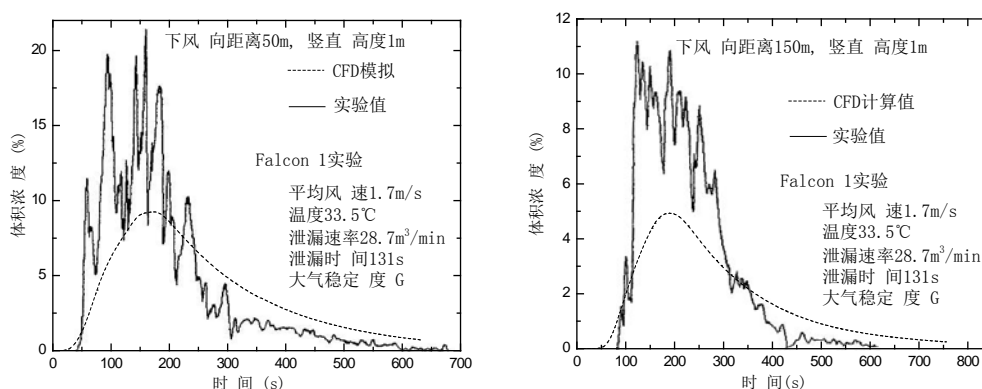 下风 向距离50m, 竖直 高度1m
CFD模拟
实验值
Falcon 1实验
平均风 速1.7m/s
温度33.5℃
泄漏速率28.7m³/min
泄漏时 间131s
大气稳定 度 G
体积浓 度 (%)
20
15
10
5
0
0 100 200 300 400 500 600 700
时 间 (s)
下风 向距离150m, 竖直 高度1m
CFD计算值
实验值
Falcon 1实验
平均风 速1.7m/s
温度33.5℃
泄漏速率28.7m³/min
泄漏时 间131s
大气稳定 度 G
体积浓 度 (%)
12
10
8
6
4
2
0
0 100 200 300 400 500 600 700 800
时 间(s)